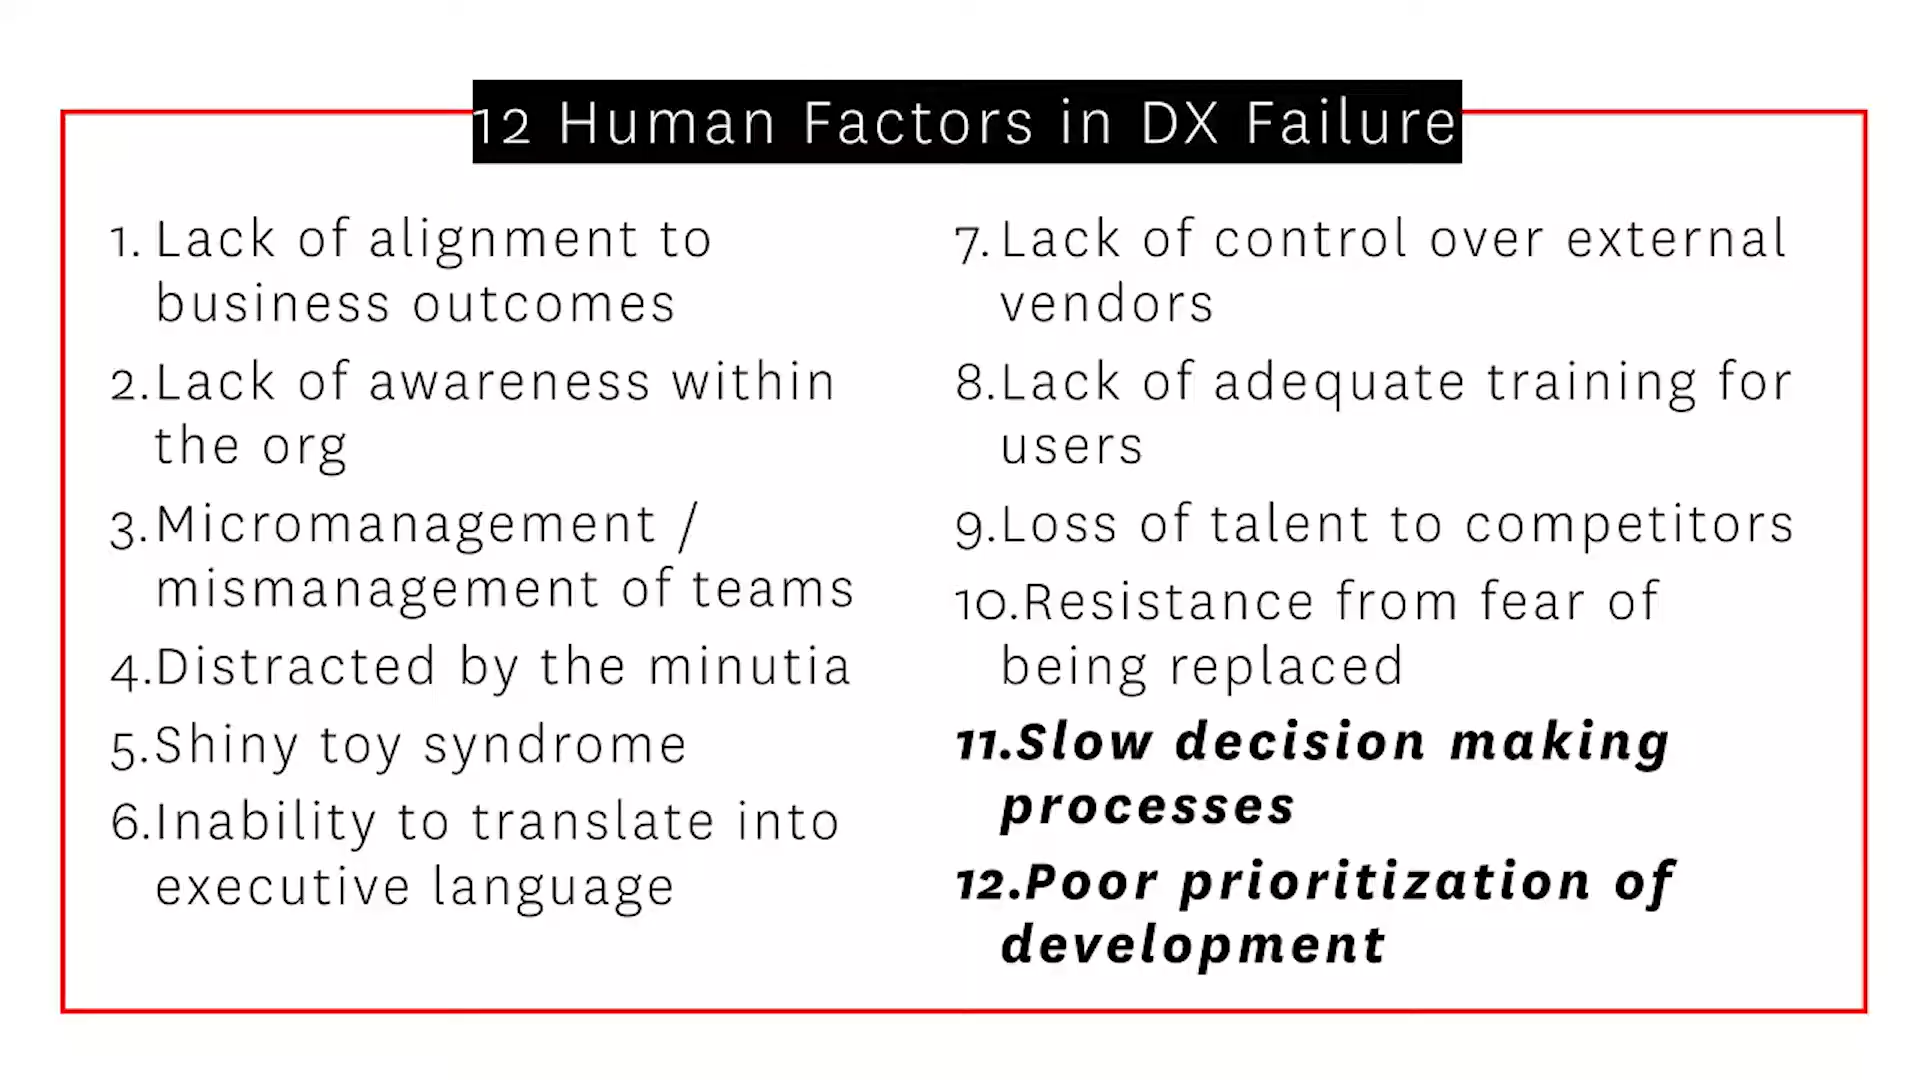 12 Human Factors in DX Failure
1. Lack of alignment to
business outcomes
2. Lack of awareness within
the org
3. Micromanagement /
mismanagement of teams
4. Distracted by the minutia
5. Shiny toy syndrome
6. Inability to translate into
executive language
7. Lack of control over external
vendors
8. Lack of adequate training for
users
9. Loss of talent to competitors
10. Resistance from fear of
being replaced
11. Slow decision making
processes
12. Poor prioritization of
development